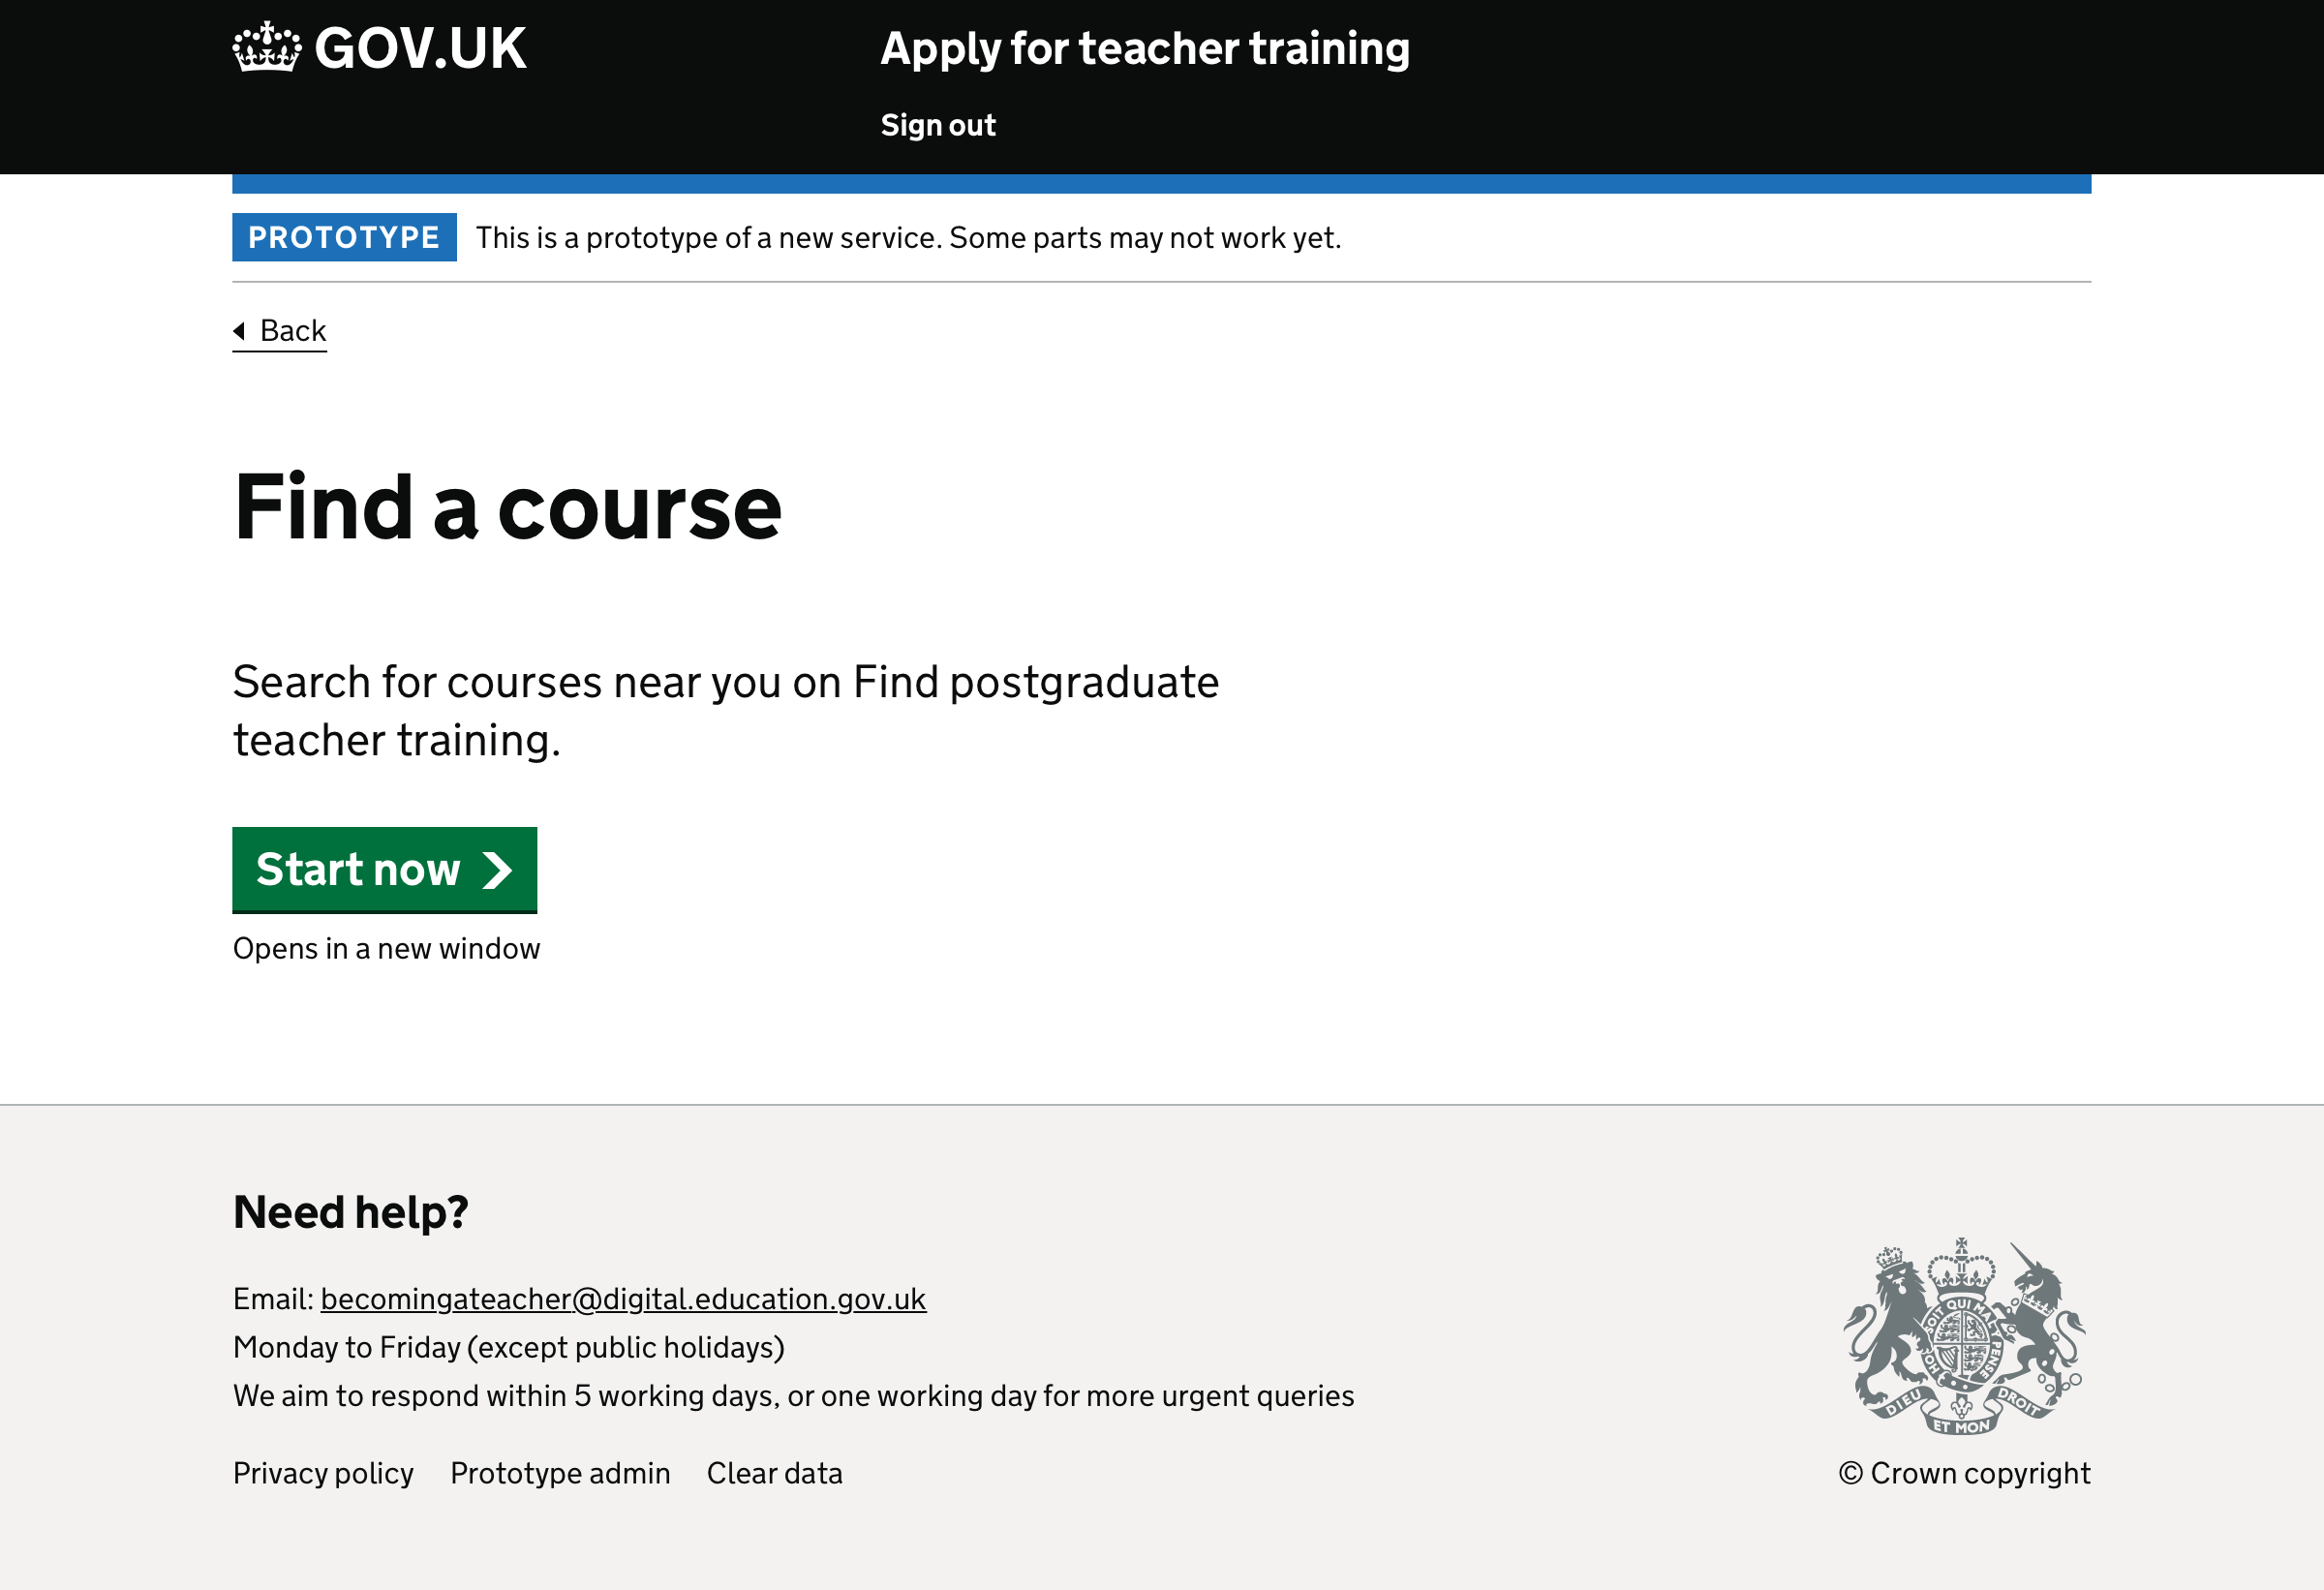 GOV.UK
Apply for teacher training
Sign out
PROTOTYPE This is a prototype of a new service. Some parts may not work yet.
Back
Find a course
Search for courses near you on Find postgraduate
teacher training.
Start now
Opens in a new window
Need help?
Email: becomingateacher@digital.education.gov.uk
Monday to Friday (except public holidays)
We aim to respond within 5 working days, or one working day for more urgent queries
Privacy policy Prototype admin Clear data
HONI SOIT QUI MAL Y PENSE
DIEU ET MON DROIT
© Crown copyright